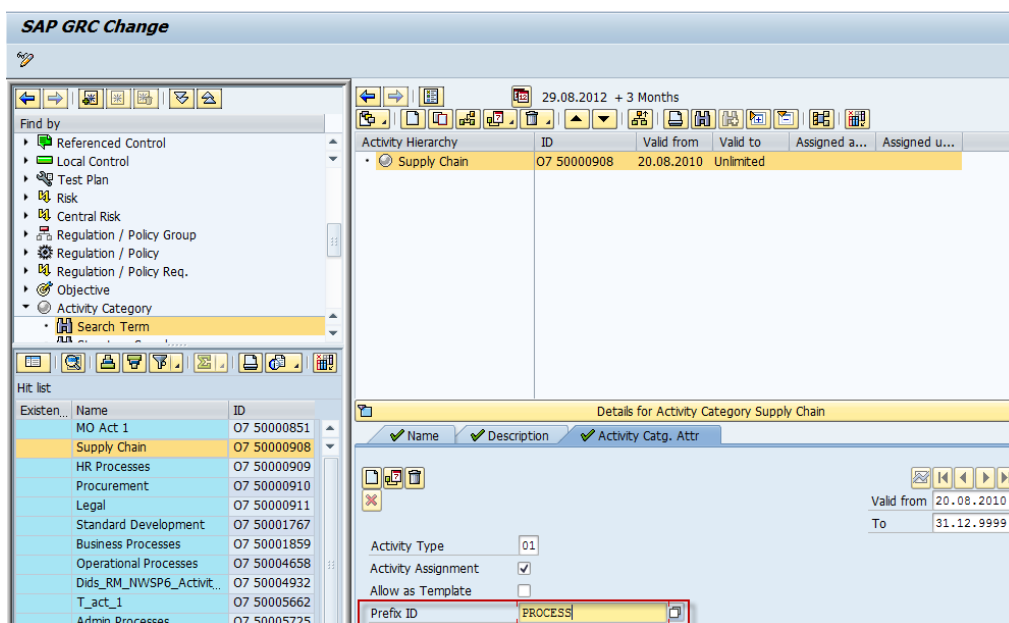 SAP GRC Change
29.08.2012 + 3 Months
Find by
Referenced Control
Local Control
Test Plan
Risk
Central Risk
Regulation / Policy Group
Regulation / Policy
Regulation / Policy Req.
Objective
Activity Category
Search Term
Activity Hierarchy ID Valid from Valid to Assigned a... Assigned u...
Supply Chain O7 50000908 20.08.2010 Unlimited
Hit list
Existen... Name ID
MO Act 1 O7 50000851
Supply Chain O7 50000908
HR Processes O7 50000909
Procurement O7 50000910
Legal O7 50000911
Standard Development O7 50001767
Business Processes O7 50001859
Operational Processes O7 50004658
Dids_RM_NWSP6_Activit... O7 50004932
T_act_1 O7 50005662
Admin Processes O7 50005725
Details for Activity Category Supply Chain
Name Description Activity Catg. Attr
Valid from 20.08.2010
To 31.12.9999
Activity Type 01
Activity Assignment
Allow as Template
Prefix ID PROCESS